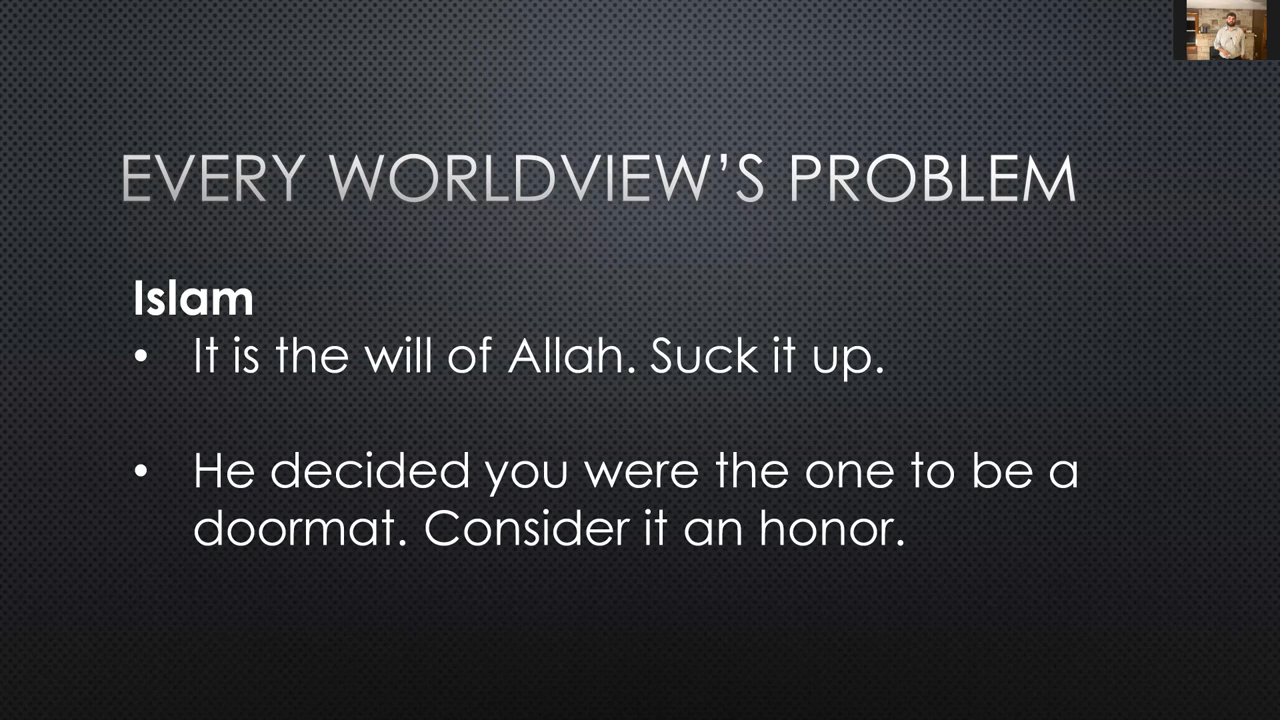 EVERY WORLDVIEW’S PROBLEM
Islam
• It is the will of Allah. Suck it up.
• He decided you were the one to be a
doormat. Consider it an honor.